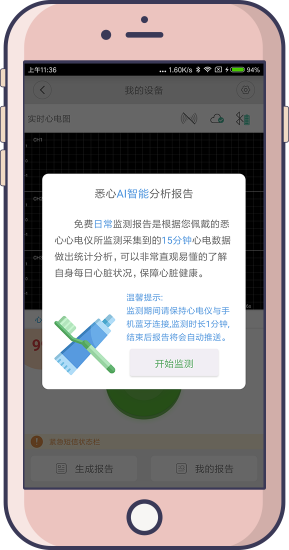 上午11:36 ... 1.60K/s 94%
我的设备
实时心电图
CH1
CH2
悉心AI智能分析报告
免费日常监测报告是根据您佩戴的悉
心心电仪所监测采集到的15分钟心电数据
做出统计分析，可以非常直观易懂的了解
自身每日心脏状况，保障心脏健康。
温馨提示:
监测期间请保持心电仪与手
机蓝牙连接,监测时长1分钟,
结束后报告将会自动推送。
开始监测
生成报告
我的报告